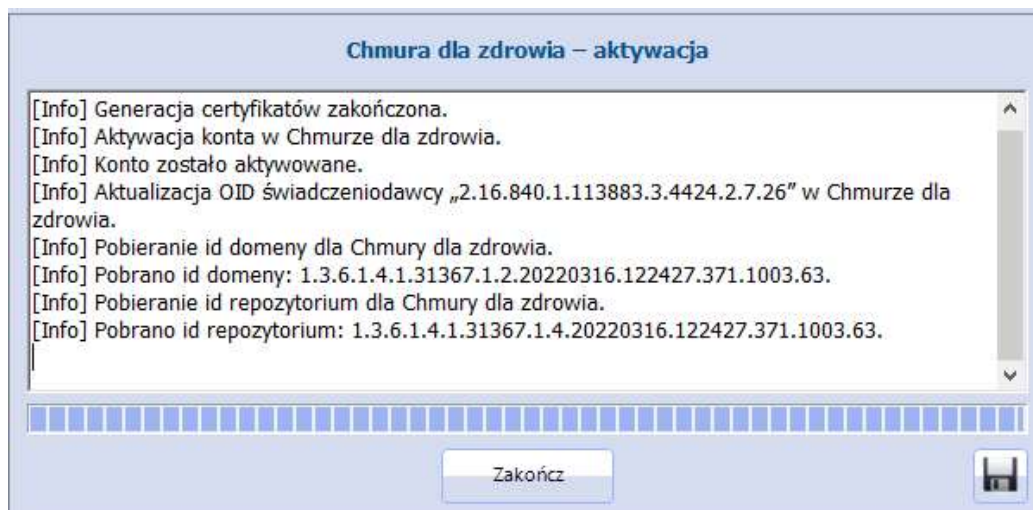 Chmura dla zdrowia – aktywacja
[Info] Generacja certyfikatów zakończona.
[Info] Aktywacja konta w Chmurze dla zdrowia.
[Info] Konto zostało aktywowane.
[Info] Aktualizacja OID świadczeniodawcy „2.16.840.1.113883.3.4424.2.7.26” w Chmurze dla
zdrowia.
[Info] Pobieranie id domeny dla Chmury dla zdrowia.
[Info] Pobrano id domeny: 1.3.6.1.4.1.31367.1.2.20220316.122427.371.1003.63.
[Info] Pobieranie id repozytorium dla Chmury dla zdrowia.
[Info] Pobrano id repozytorium: 1.3.6.1.4.1.31367.1.4.20220316.122427.371.1003.63.
Zakończ